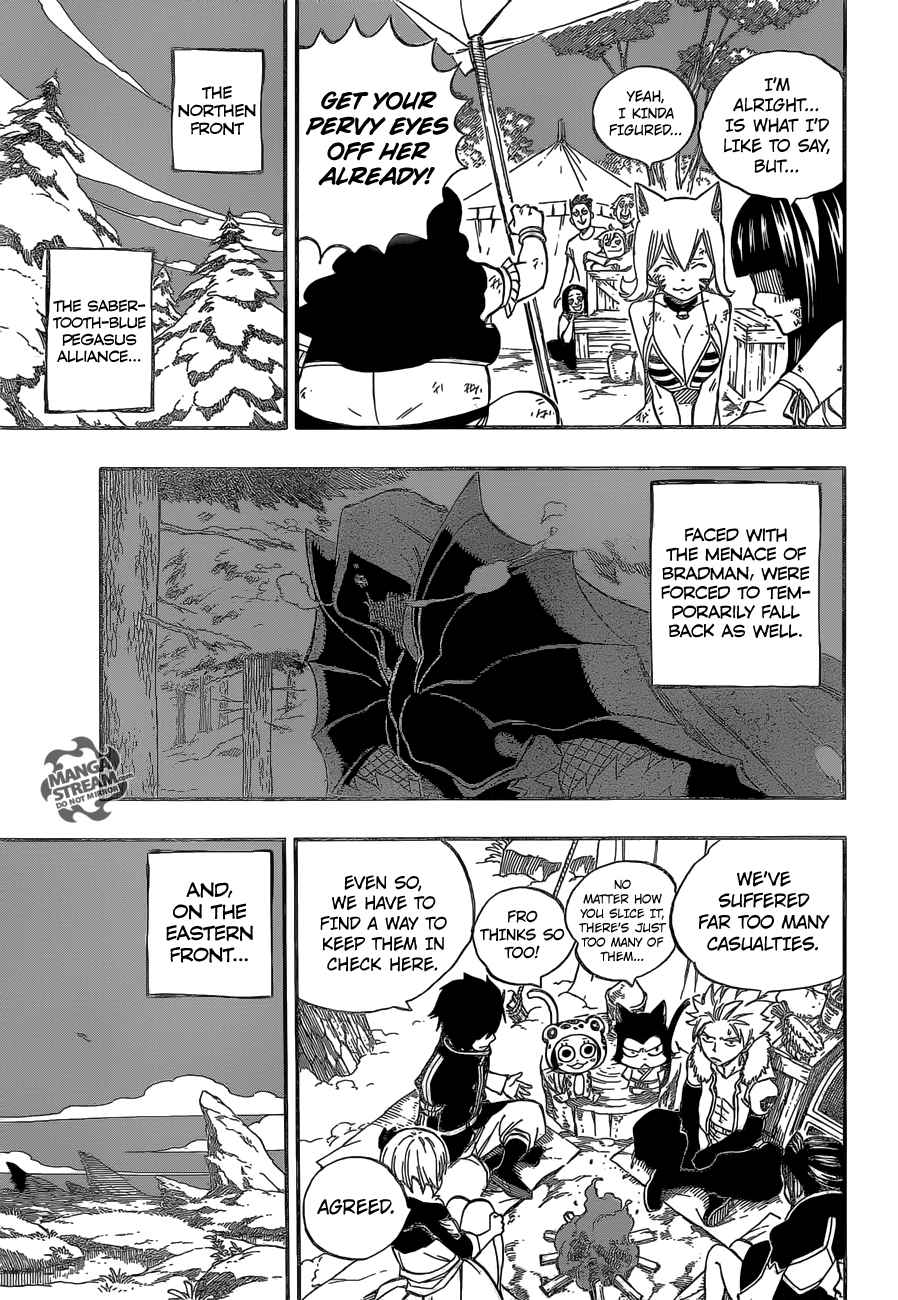 I'M
ALRIGHT...
IS WHAT I'D
LIKE TO SAY,
BUT...
YEAH,
I KINDA
FIGURED...
GET YOUR
PERVY EYES
OFF HER
ALREADY!
THE
NORTHEN
FRONT
THE SABER-
TOOTH-BLUE
PEGASUS
ALLIANCE...
FACED WITH
THE MENACE OF
BRADMAN, WERE
FORCED TO TEM-
PORARILY FALL
BACK AS WELL.
MANGA
STREAM.com
DO NOT MIRROR
WE'VE
SUFFERED
FAR TOO MANY
CASUALTIES.
NO
MATTER HOW
YOU SLICE IT,
THERE'S JUST
TOO MANY OF
THEM...
FRO
THINKS SO
TOO!
EVEN SO,
WE HAVE TO
FIND A WAY TO
KEEP THEM IN
CHECK HERE.
AGREED.
AND,
ON THE
EASTERN
FRONT...